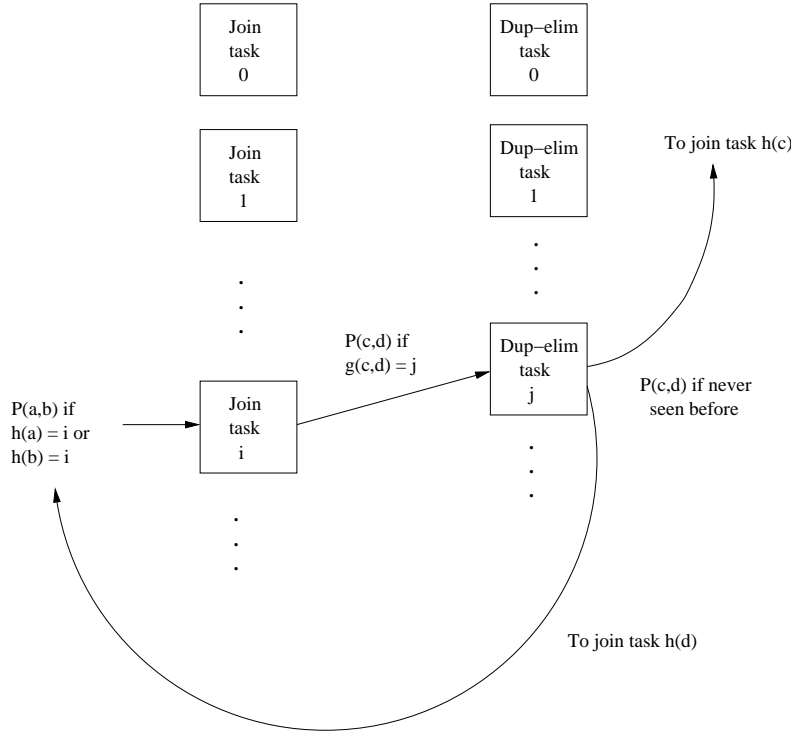 Join
task
0
Dup−elim
task
0
Join
task
1
Dup−elim
task
1
To join task h(c)
P(c,d) if
g(c,d) = j
Dup−elim
task
j
P(a,b) if
h(a) = i or
h(b) = i
Join
task
i
P(c,d) if never
seen before
To join task h(d)